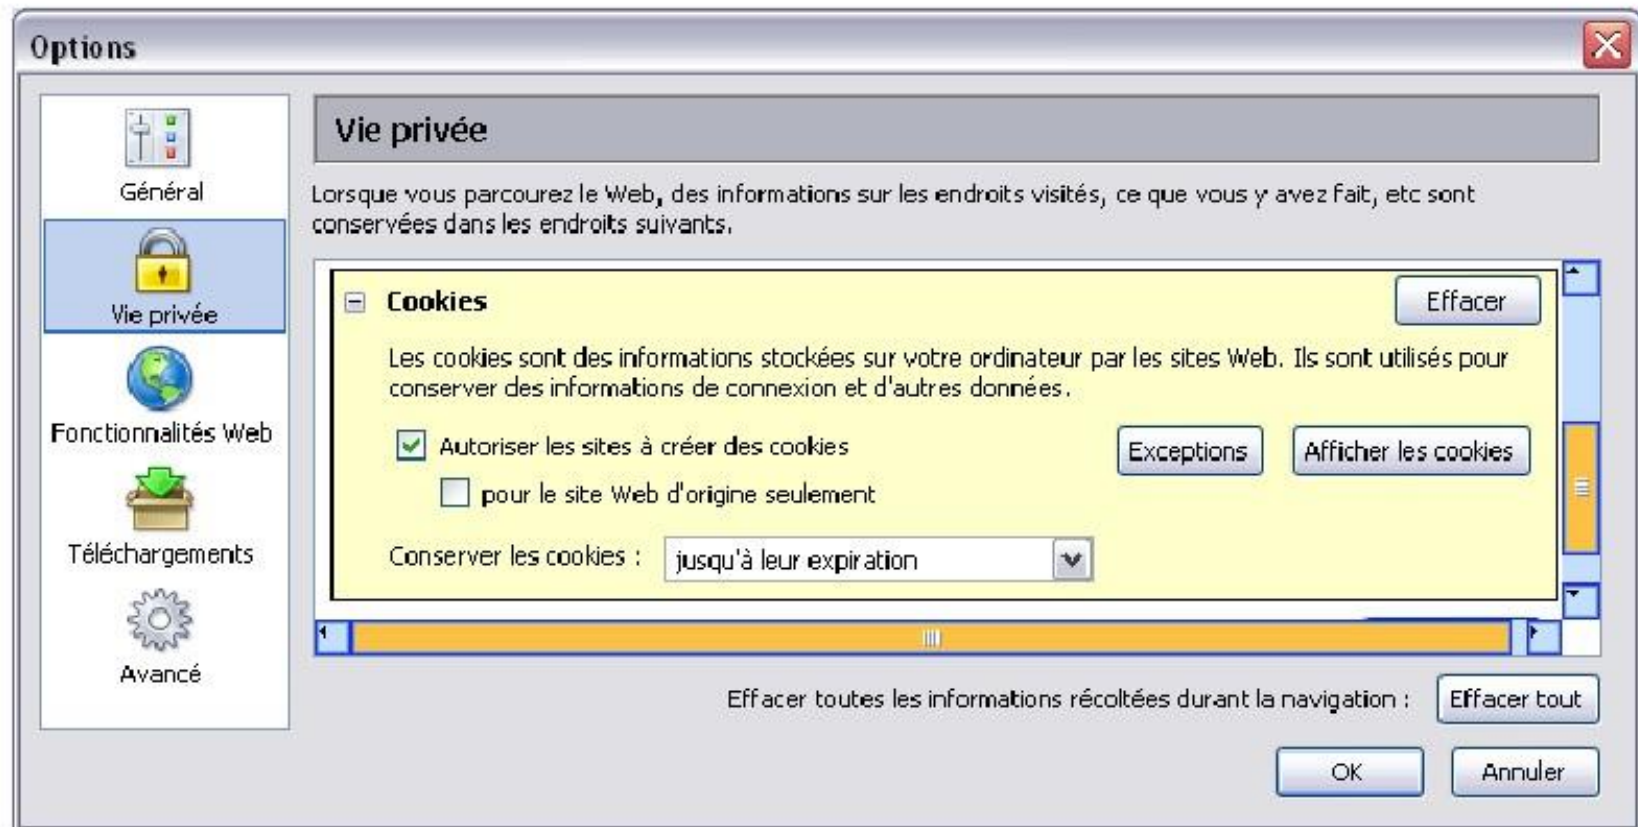 Options
Général
Vie privée
Fonctionnalités Web
Téléchargements
Avancé
Vie privée
Lorsque vous parcourez le Web, des informations sur les endroits visités, ce que vous y avez fait, etc sont
conservées dans les endroits suivants.
Cookies
Effacer
Les cookies sont des informations stockées sur votre ordinateur par les sites Web. Ils sont utilisés pour
conserver des informations de connexion et d'autres données.
Autoriser les sites à créer des cookies
Exceptions
Afficher les cookies
pour le site Web d'origine seulement
Conserver les cookies :
jusqu'à leur expiration
Effacer toutes les informations récoltées durant la navigation :
Effacer tout
OK
Annuler